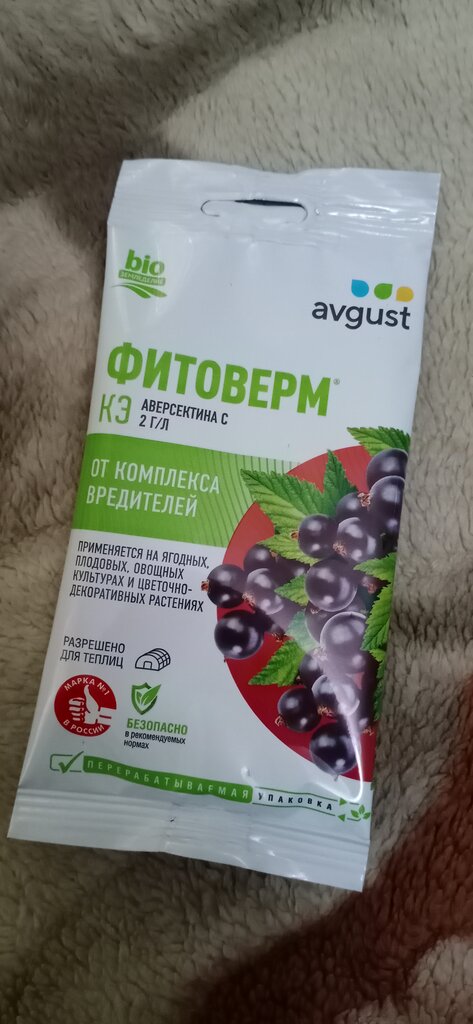 bio
ЗЕМЛЕДЕЛИЕ
avgust
ФИТОВЕРМ®
КЭ АВЕРСЕКТИНА С
2 Г/Л
ОТ КОМПЛЕКСА
ВРЕДИТЕЛЕЙ
ПРИМЕНЯЕТСЯ НА ЯГОДНЫХ,
ПЛОДОВЫХ, ОВОЩНЫХ
КУЛЬТУРАХ И ЦВЕТОЧНО-
ДЕКОРАТИВНЫХ РАСТЕНИЯХ
РАЗРЕШЕНО
ДЛЯ ТЕПЛИЦ
МАРКА №1
В РОССИИ
БЕЗОПАСНО
в рекомендуемых
нормах
ПЕРЕРАБАТЫВАЕМАЯ УПАКОВКА